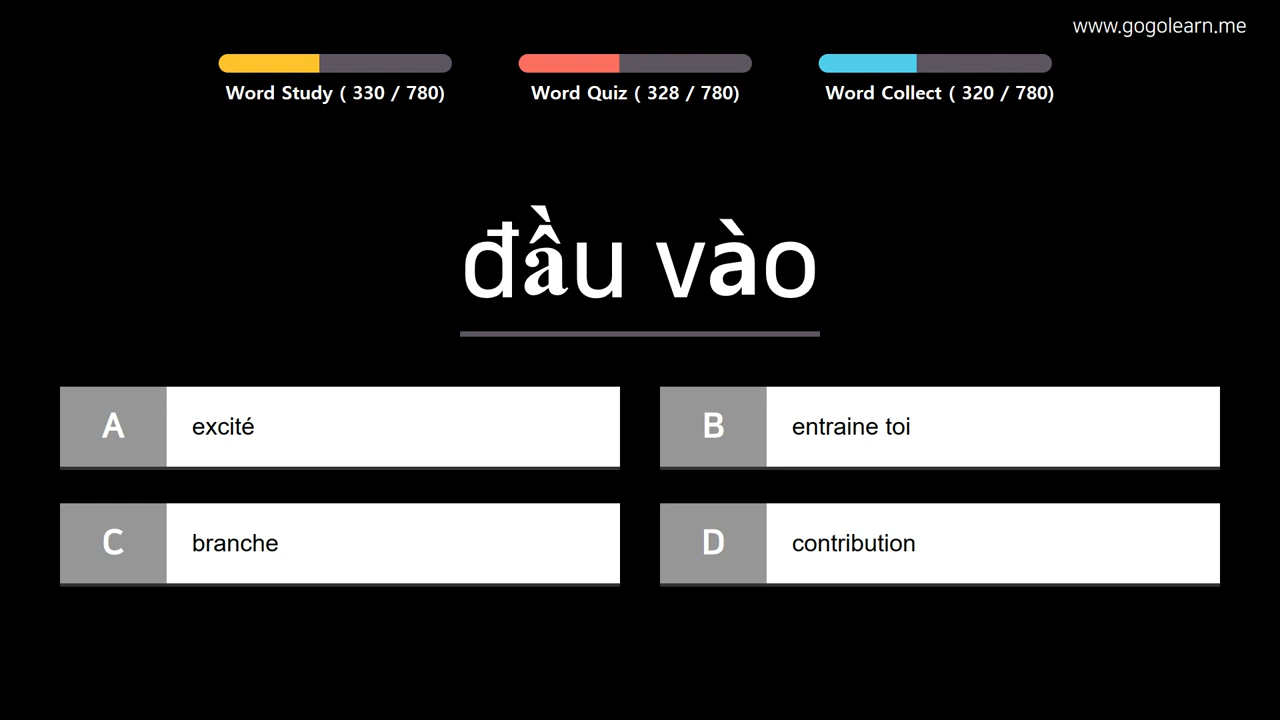 www.gogolearn.me
Word Study ( 330 / 780)
Word Quiz ( 328 / 780)
Word Collect ( 320 / 780)
đầu vào
A excité
B entraine toi
C branche
D contribution